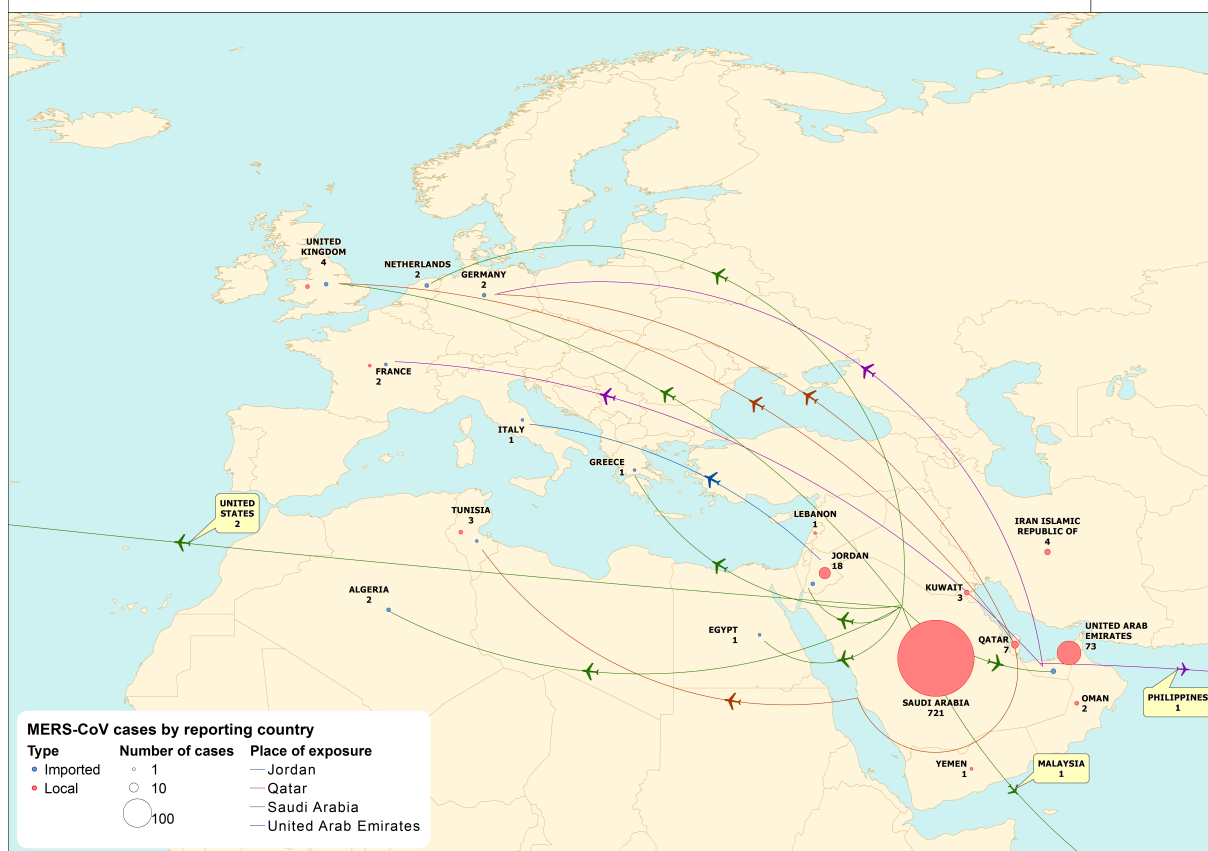 UNITED
KINGDOM
4
NETHERLANDS
2
GERMANY
2
FRANCE
2
ITALY
1
GREECE
1
UNITED
STATES
2
TUNISIA
3
LEBANON
1
IRAN ISLAMIC
REPUBLIC OF
4
JORDAN
18
ALGERIA
2
KUWAIT
3
EGYPT
1
QATAR
7
UNITED ARAB
EMIRATES
73
SAUDI ARABIA
721
OMAN
2
PHILIPPINES
1
YEMEN
1
MALAYSIA
1
MERS-CoV cases by reporting country
Type
Imported
Local
Number of cases
1
10
100
Place of exposure
Jordan
Qatar
Saudi Arabia
United Arab Emirates